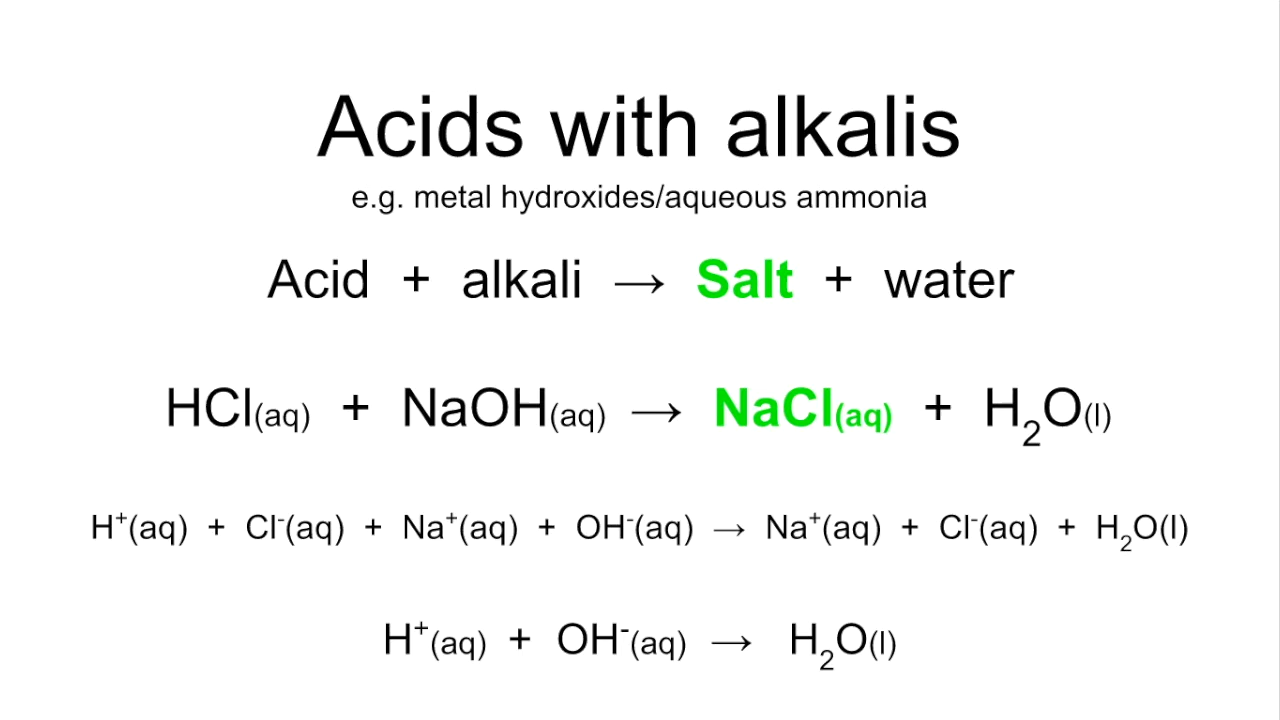 Acids with alkalis
e.g. metal hydroxides/aqueous ammonia
Acid + alkali → Salt + water
HCl(aq) + NaOH(aq) → NaCl(aq) + H₂O(l)
H⁺(aq) + Cl⁻(aq) + Na⁺(aq) + OH⁻(aq) → Na⁺(aq) + Cl⁻(aq) + H₂O(l)
H⁺(aq) + OH⁻(aq) → H₂O(l)